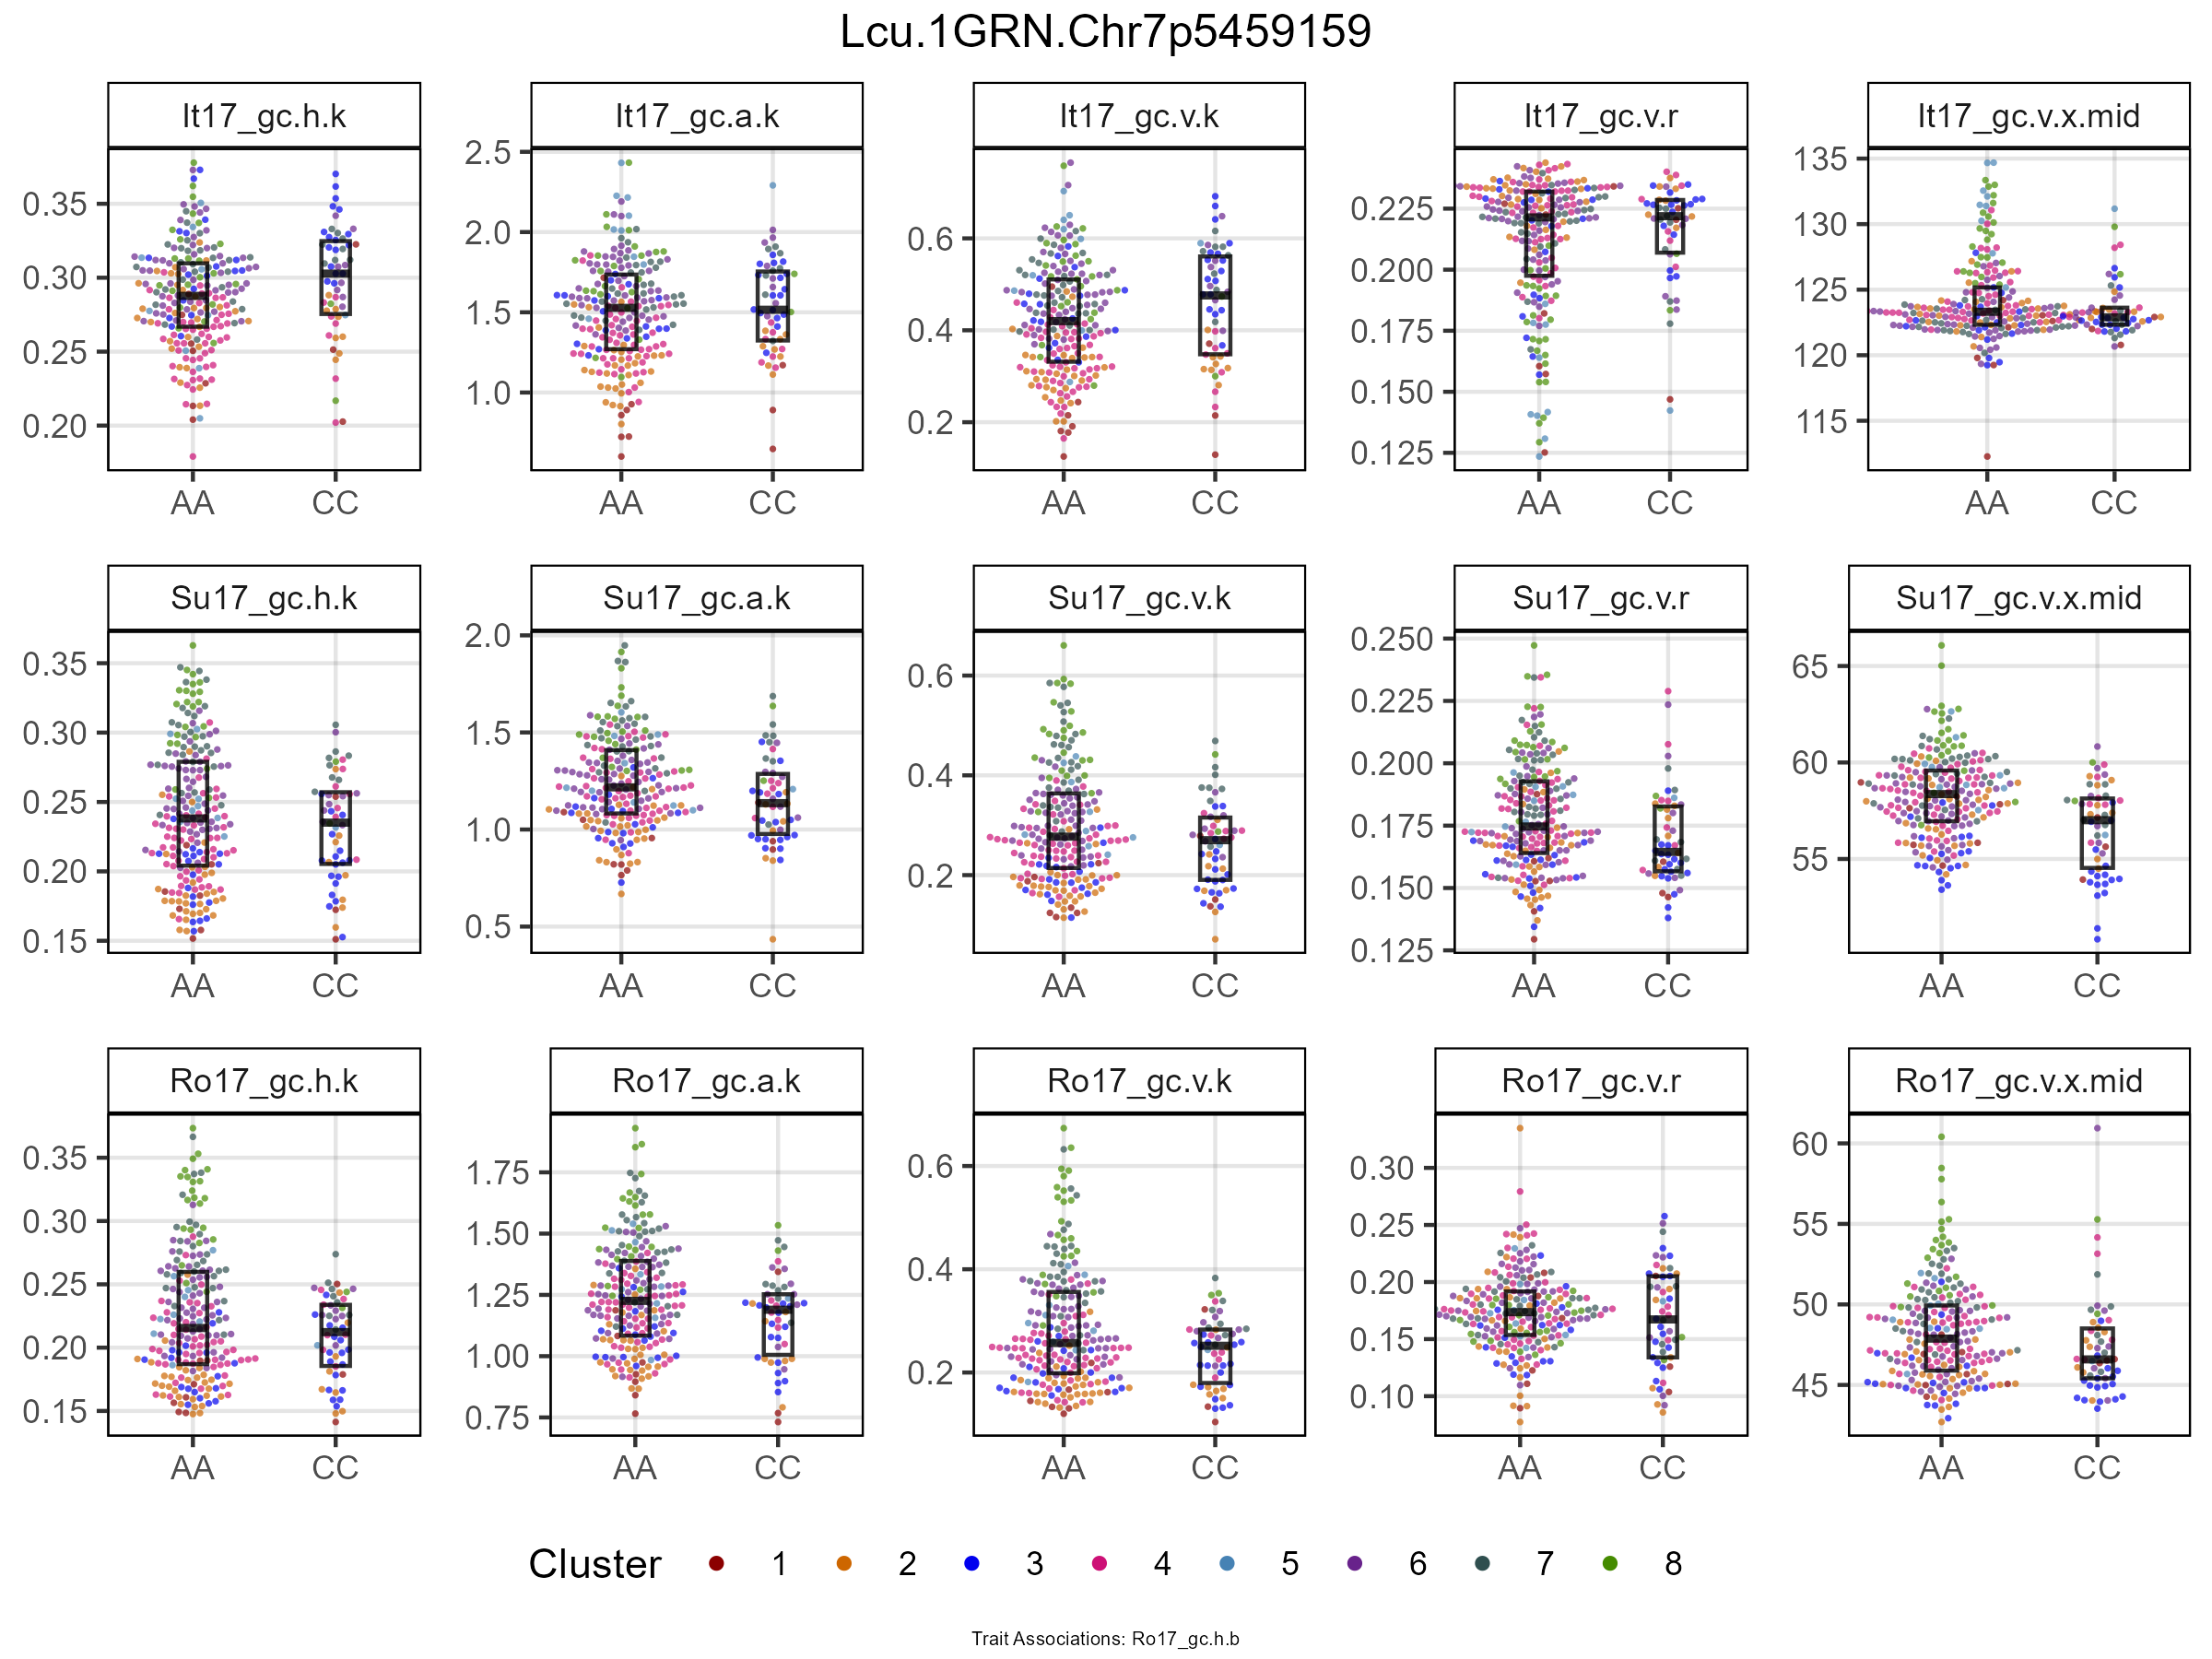 Lcu.1GRN.Chr7p5459159
It17_gc.h.k
It17_gc.a.k
It17_gc.v.k
It17_gc.v.r
It17_gc.v.x.mid
0.35
0.30
0.25
0.20
2.5
2.0
1.5
1.0
0.6
0.4
0.2
0.225
0.200
0.175
0.150
0.125
135
130
125
120
115
AA CC
AA CC
AA CC
AA CC
AA CC
Su17_gc.h.k
Su17_gc.a.k
Su17_gc.v.k
Su17_gc.v.r
Su17_gc.v.x.mid
0.35
0.30
0.25
0.20
0.15
2.0
1.5
1.0
0.5
0.6
0.4
0.2
0.250
0.225
0.200
0.175
0.150
0.125
65
60
55
AA CC
AA CC
AA CC
AA CC
AA CC
Ro17_gc.h.k
Ro17_gc.a.k
Ro17_gc.v.k
Ro17_gc.v.r
Ro17_gc.v.x.mid
0.35
0.30
0.25
0.20
0.15
1.75
1.50
1.25
1.00
0.75
0.6
0.4
0.2
0.30
0.25
0.20
0.15
0.10
60
55
50
45
AA CC
AA CC
AA CC
AA CC
AA CC
Cluster 1 2 3 4 5 6 7 8
Trait Associations: Ro17_gc.h.b